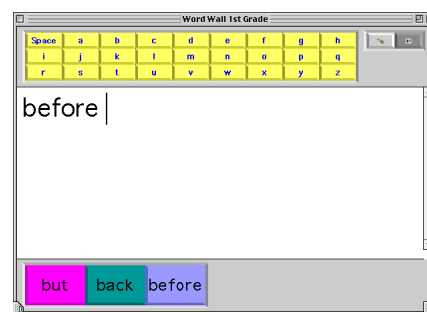 Word Wall 1st Grade
Space a b c d e f g h
i j k l m n o p q
r s t u v w x y z
before
but back before